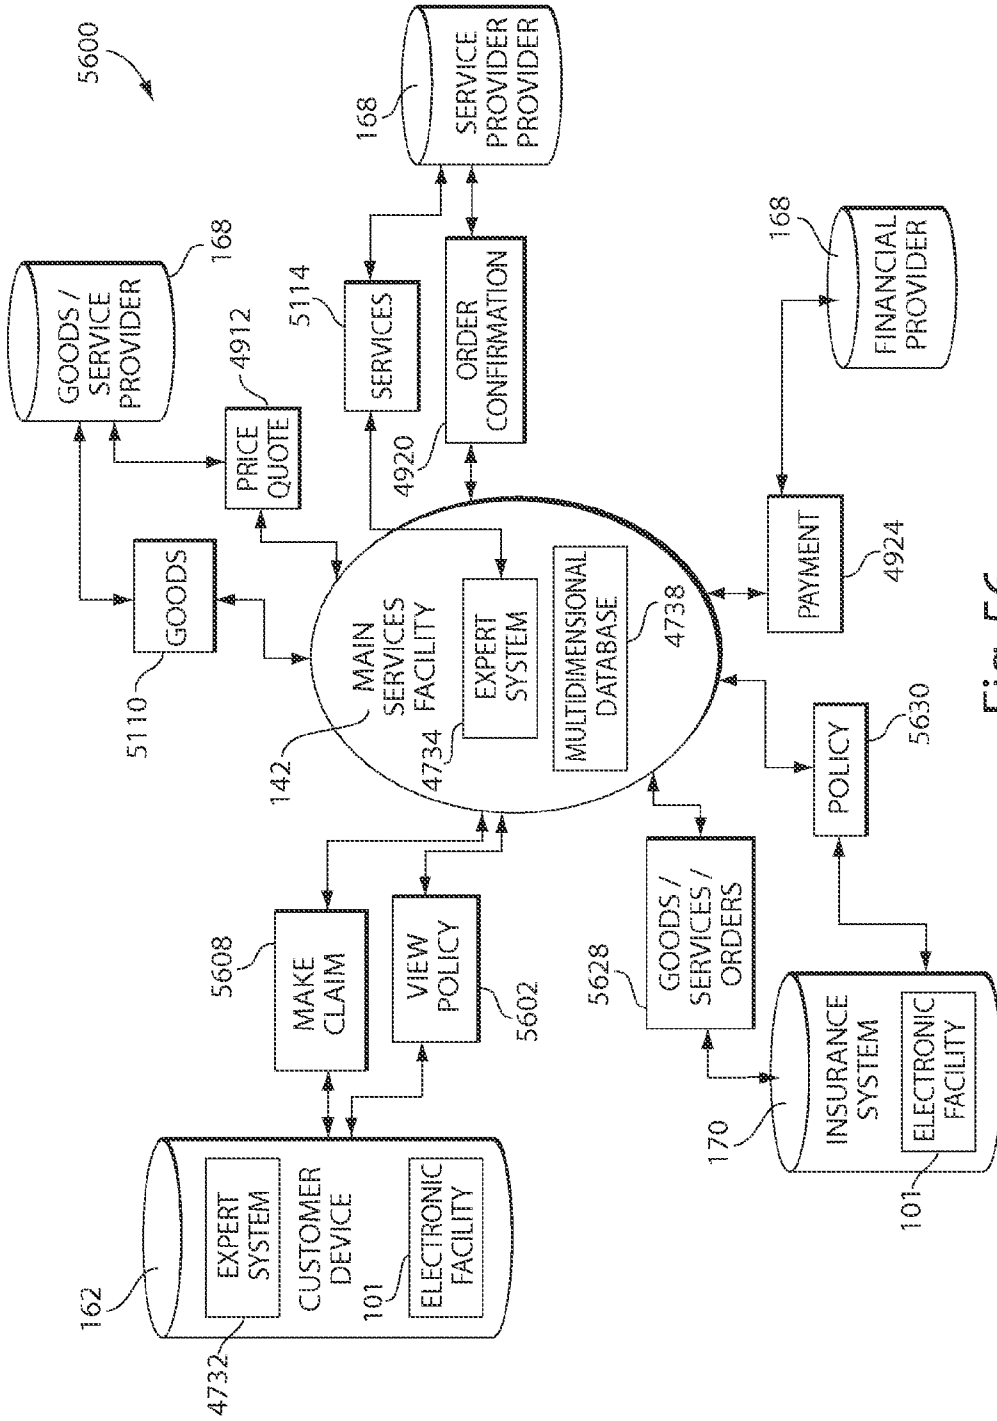 5600
162
EXPERT
SYSTEM
4732
CUSTOMER
DEVICE
101
ELECTRONIC
FACILITY
5608
MAKE
CLAIM
VIEW
POLICY
5602
5110
GOODS
GOODS /
SERVICE
PROVIDER
168
PRICE
QUOTE
4912
142
MAIN
SERVICES
FACILITY
4734
EXPERT
SYSTEM
MULTIDIMENSIONAL
DATABASE
4738
5114
SERVICES
4920
ORDER
CONFIRMATION
168
SERVICE
PROVIDER
PROVIDER
5628
GOODS /
SERVICES /
ORDERS
170
INSURANCE
SYSTEM
101
ELECTRONIC
FACILITY
POLICY
5630
PAYMENT
4924
168
FINANCIAL
PROVIDER